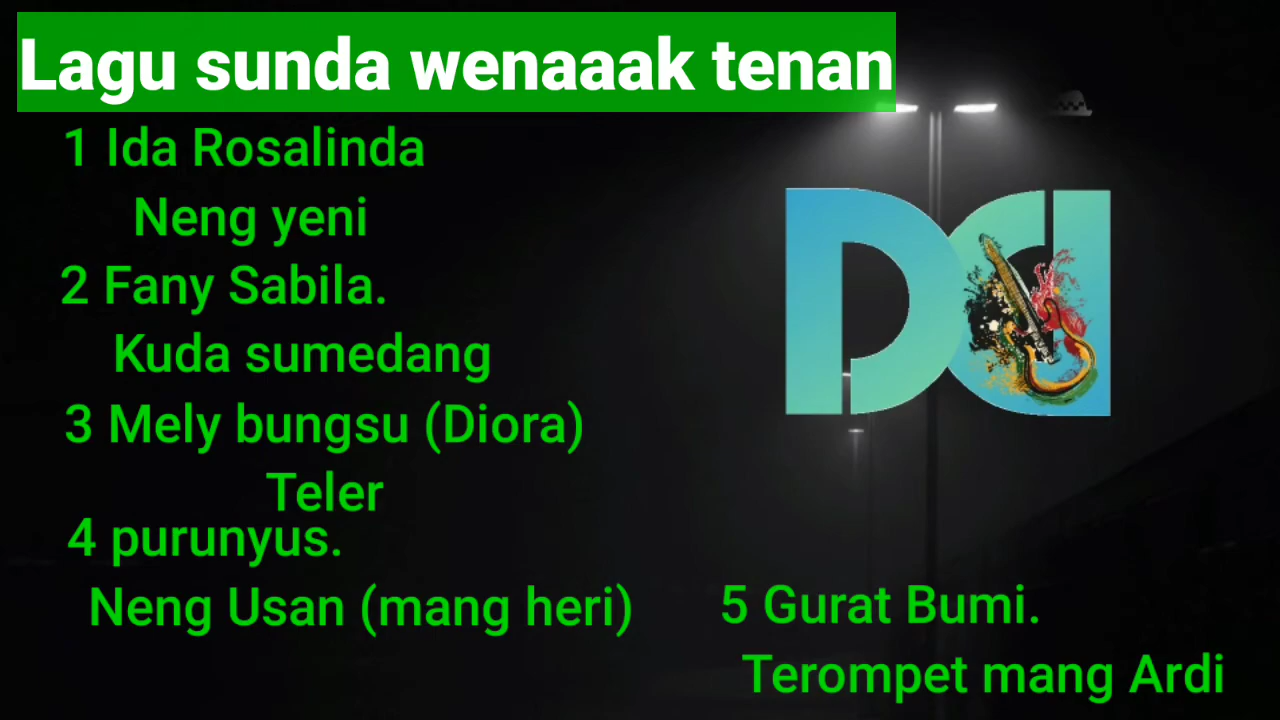 Lagu sunda wenaaak tenan
1 Ida Rosalinda
Neng yeni
2 Fany Sabila.
Kuda sumedang
3 Mely bungsu (Diora)
Teler
4 purunyus.
Neng Usan (mang heri)
5 Gurat Bumi.
Terompet mang Ardi
DCI